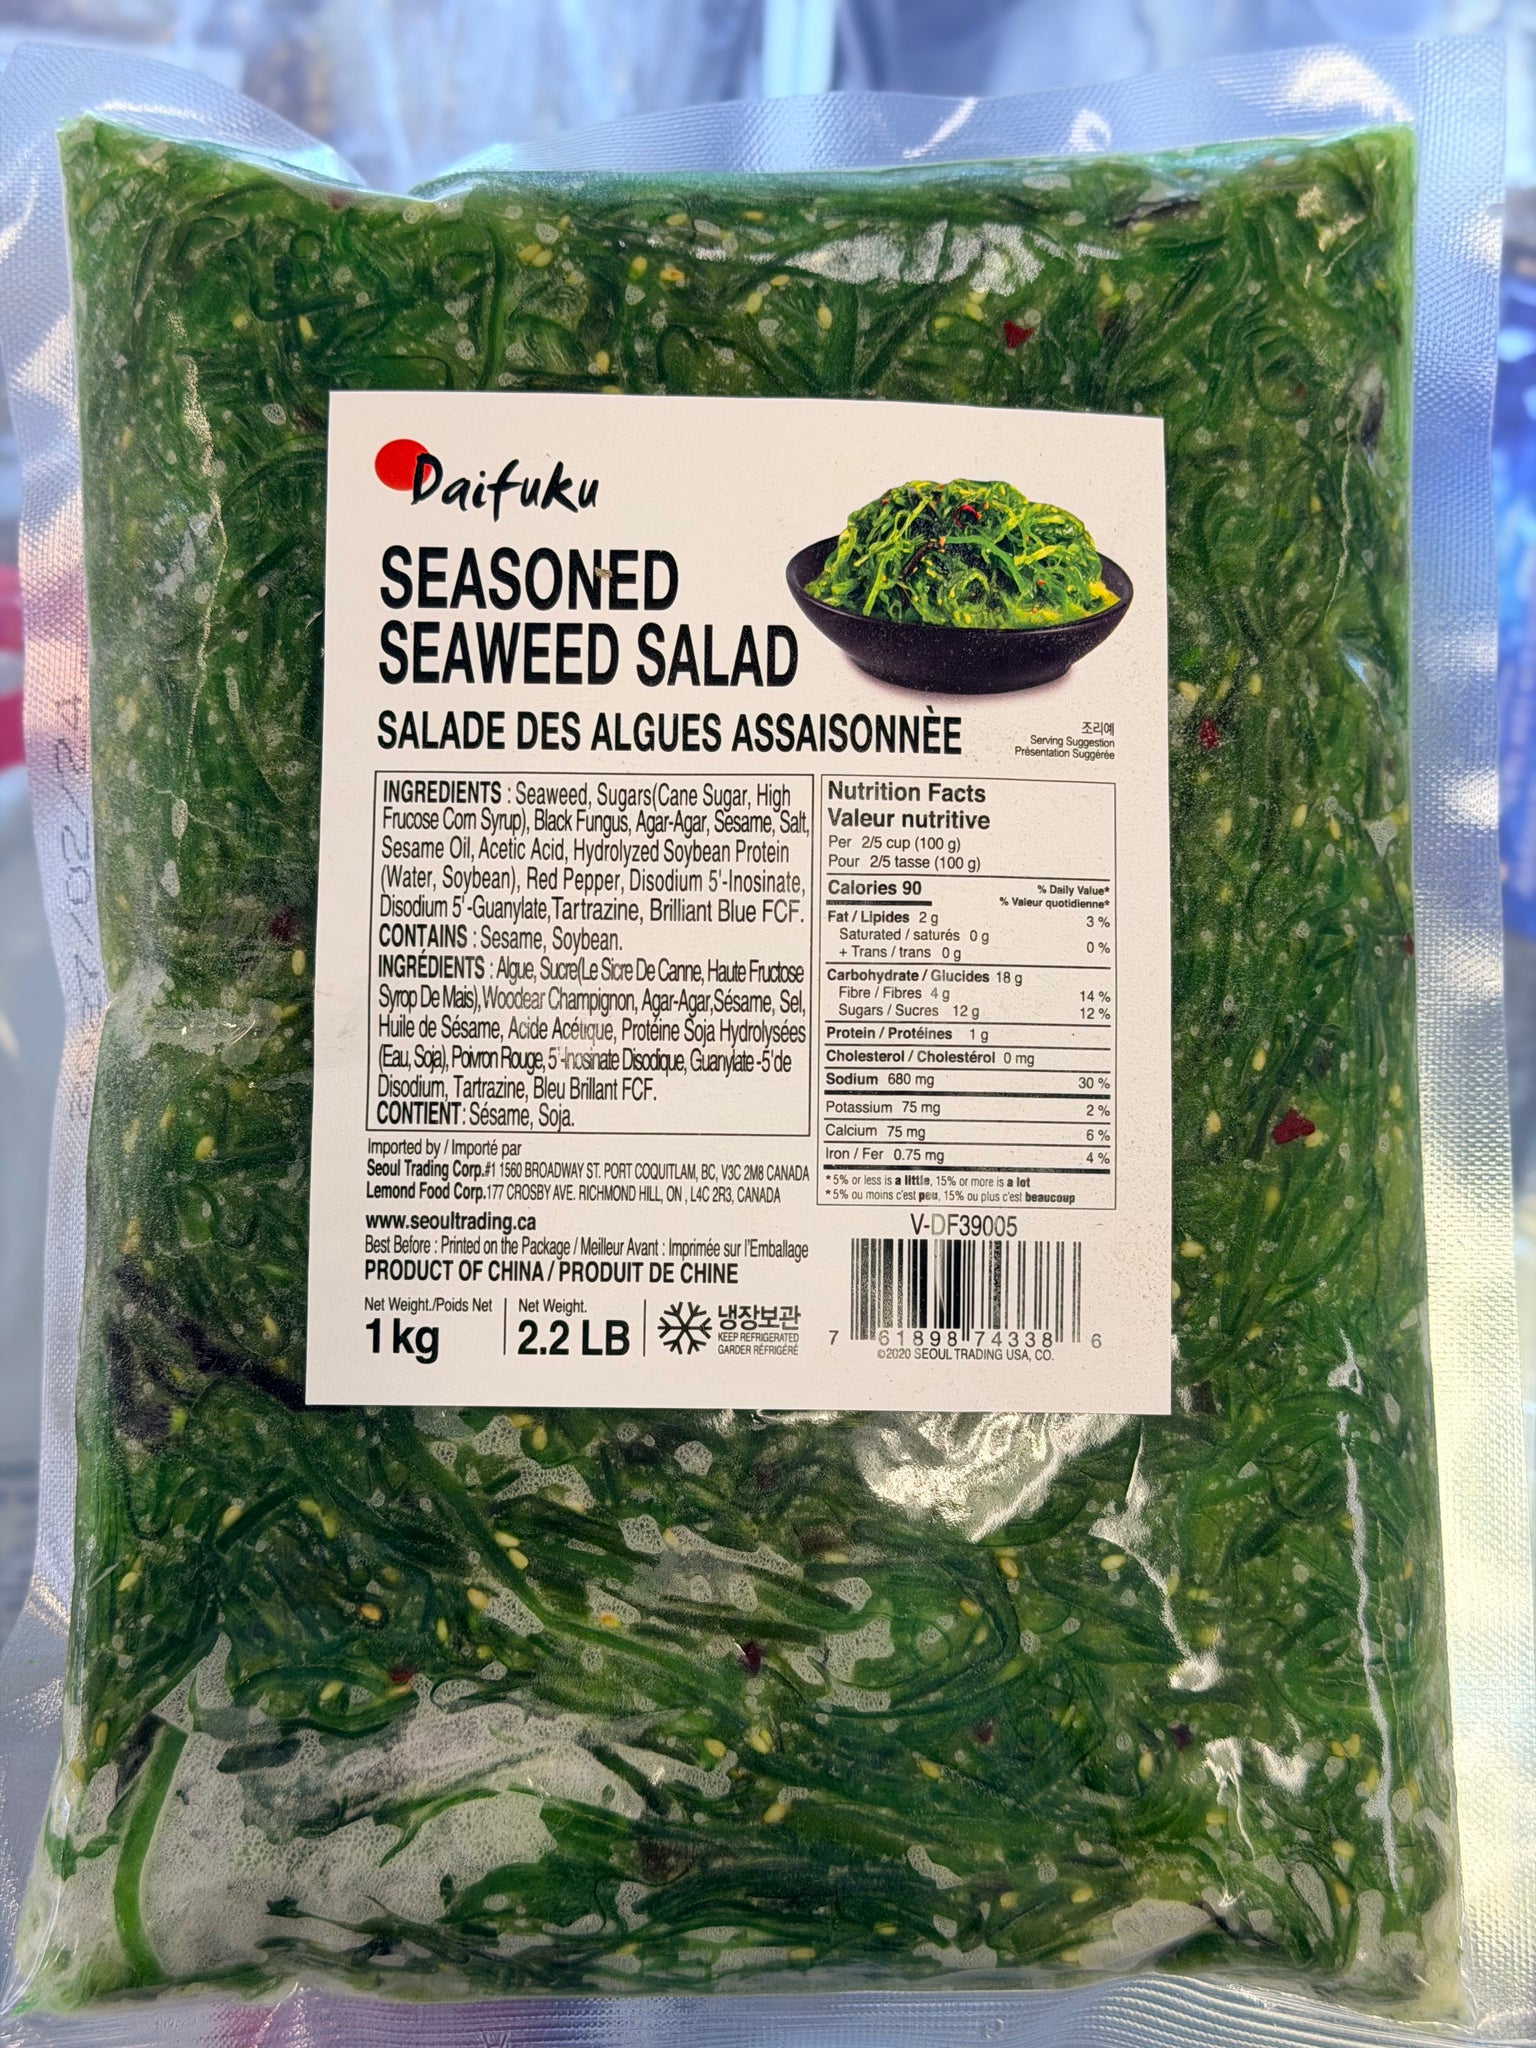 Daifuku
SEASONED
SEAWEED SALAD
SALADE DES ALGUES ASSAISONNÈE
조리예
Serving Suggestion
Présentation Suggérée
INGREDIENTS : Seaweed, Sugars(Cane Sugar, High
Frucose Corn Syrup), Black Fungus, Agar-Agar, Sesame, Salt,
Sesame Oil, Acetic Acid, Hydrolyzed Soybean Protein
(Water, Soybean), Red Pepper, Disodium 5'-Inosinate,
Disodium 5'-Guanylate, Tartrazine, Brilliant Blue FCF.
CONTAINS : Sesame, Soybean.
INGRÉDIENTS : Algue, Sucre(Le Sicre De Canne, Haute Fructose
Syrop De Mais), Woodear Champignon, Agar-Agar,Sésame, Sel,
Huile de Sésame, Acide Acétique, Protéine Soja Hydrolysées
(Eau, Soja), Poivron Rouge, 5'-Inosinate Disodique, Guanylate -5'de
Disodium, Tartrazine, Bleu Brillant FCF.
CONTIENT: Sésame, Soja.
Nutrition Facts
Valeur nutritive
Per 2/5 cup (100 g)
Pour 2/5 tasse (100 g)
Calories 90 % Daily Value*
% Valeur quotidienne*
Fat / Lipides 2 g 3 %
Saturated / saturés 0 g
+ Trans / trans 0 g 0 %
Carbohydrate / Glucides 18 g
Fibre / Fibres 4 g 14 %
Sugars / Sucres 12 g 12 %
Protein / Protéines 1 g
Cholesterol / Cholestérol 0 mg
Sodium 680 mg 30 %
Potassium 75 mg 2 %
Calcium 75 mg 6 %
Iron / Fer 0.75 mg 4 %
*5% or less is a little, 15% or more is a lot
*5% ou moins c'est peu, 15% ou plus c'est beaucoup
Imported by / Importé par
Seoul Trading Corp.#1 1560 BROADWAY ST. PORT COQUITLAM, BC, V3C 2M8 CANADA
Lemond Food Corp.177 CROSBY AVE. RICHMOND HILL, ON , L4C 2R3, CANADA
www.seoultrading.ca
Best Before : Printed on the Package / Meilleur Avant : Imprimée sur l'Emballage
PRODUCT OF CHINA / PRODUIT DE CHINE
Net Weight./Poids Net
1 kg
Net Weight.
2.2 LB
냉장보관
KEEP REFRIGERATED
GARDER RÉFRIGÉRÉ
V-DF39005
7 61898 74338 6
©2020 SEOUL TRADING USA, CO.